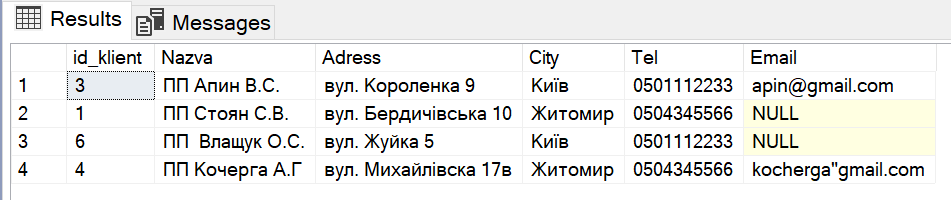 Results Messages
id_klient Nazva Adress City Tel Email
1 3 ПП Апин В.С. вул. Короленка 9 Київ 0501112233 apin@gmail.com
2 1 ПП Стоян С.В. вул. Бердичівська 10 Житомир 0504345566 NULL
3 6 ПП  Влащук О.С. вул. Жуйка 5 Київ 0501112233 NULL
4 4 ПП Кочерга А.Г вул. Михайлівска 17в Житомир 0504345566 kocherga"gmail.com